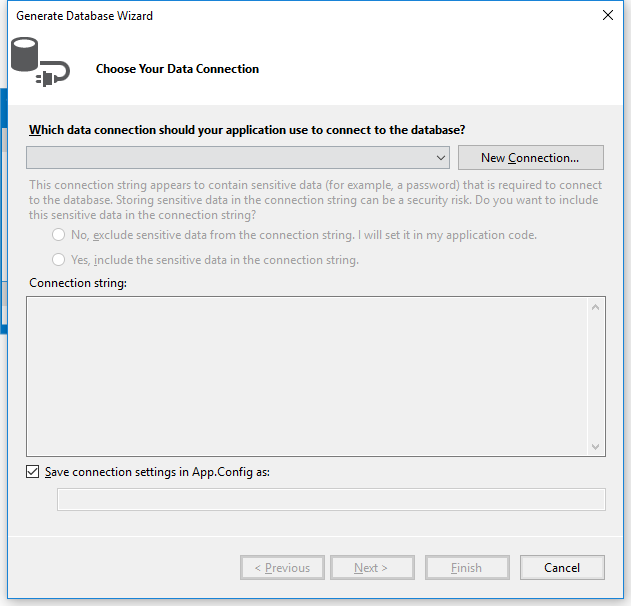 Generate Database Wizard
Choose Your Data Connection
Which data connection should your application use to connect to the database?
New Connection...
This connection string appears to contain sensitive data (for example, a password) that is required to connect
to the database. Storing sensitive data in the connection string can be a security risk. Do you want to include
this sensitive data in the connection string?
No, exclude sensitive data from the connection string. I will set it in my application code.
Yes, include the sensitive data in the connection string.
Connection string:
Save connection settings in App.Config as:
< Previous
Next >
Finish
Cancel